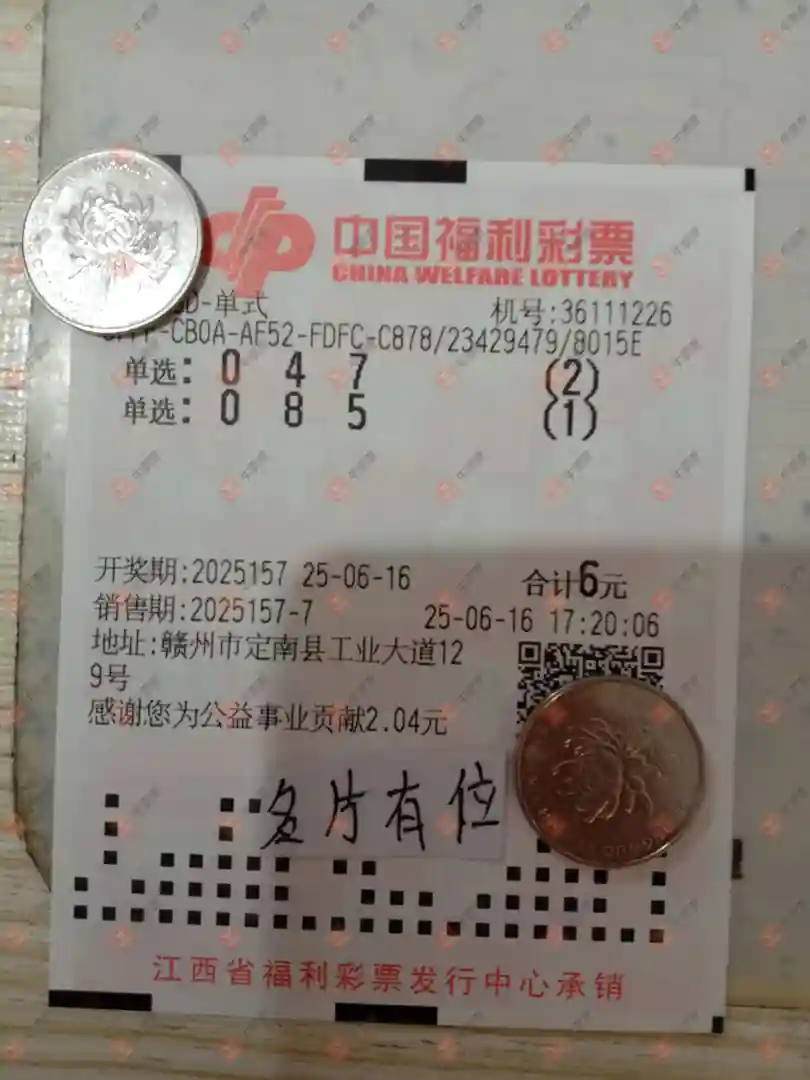 中国福利彩票
CHINA WELFARE LOTTERY
D-单式 机号:36111226
-CB0A-AF52-FDFC-C878/23429479/8015E
单选: 0 4 7 (2)
单选: 0 8 5 (1)
开奖期:2025157 25-06-16 合计6元
销售期:2025157-7 25-06-16 17:20:06
地址:赣州市定南县工业大道12
9号
感谢您为公益事业贡献2.04元
名片有位
江西省福利彩票发行中心承销